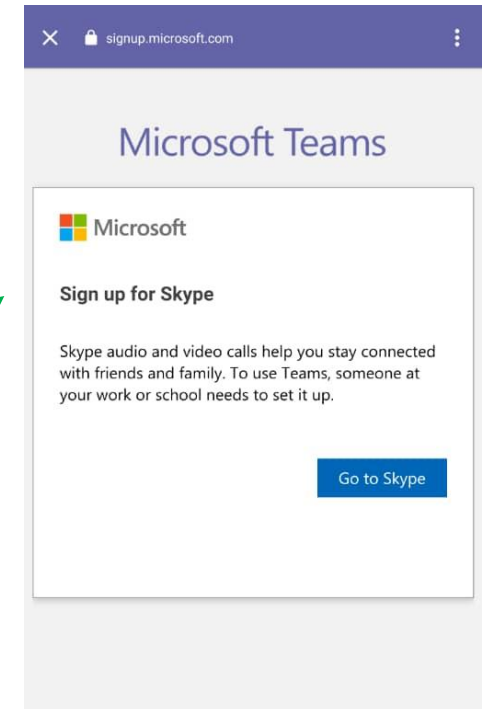 signup.microsoft.com
Microsoft Teams
Microsoft
Sign up for Skype
Skype audio and video calls help you stay connected
with friends and family. To use Teams, someone at
your work or school needs to set it up.
Go to Skype